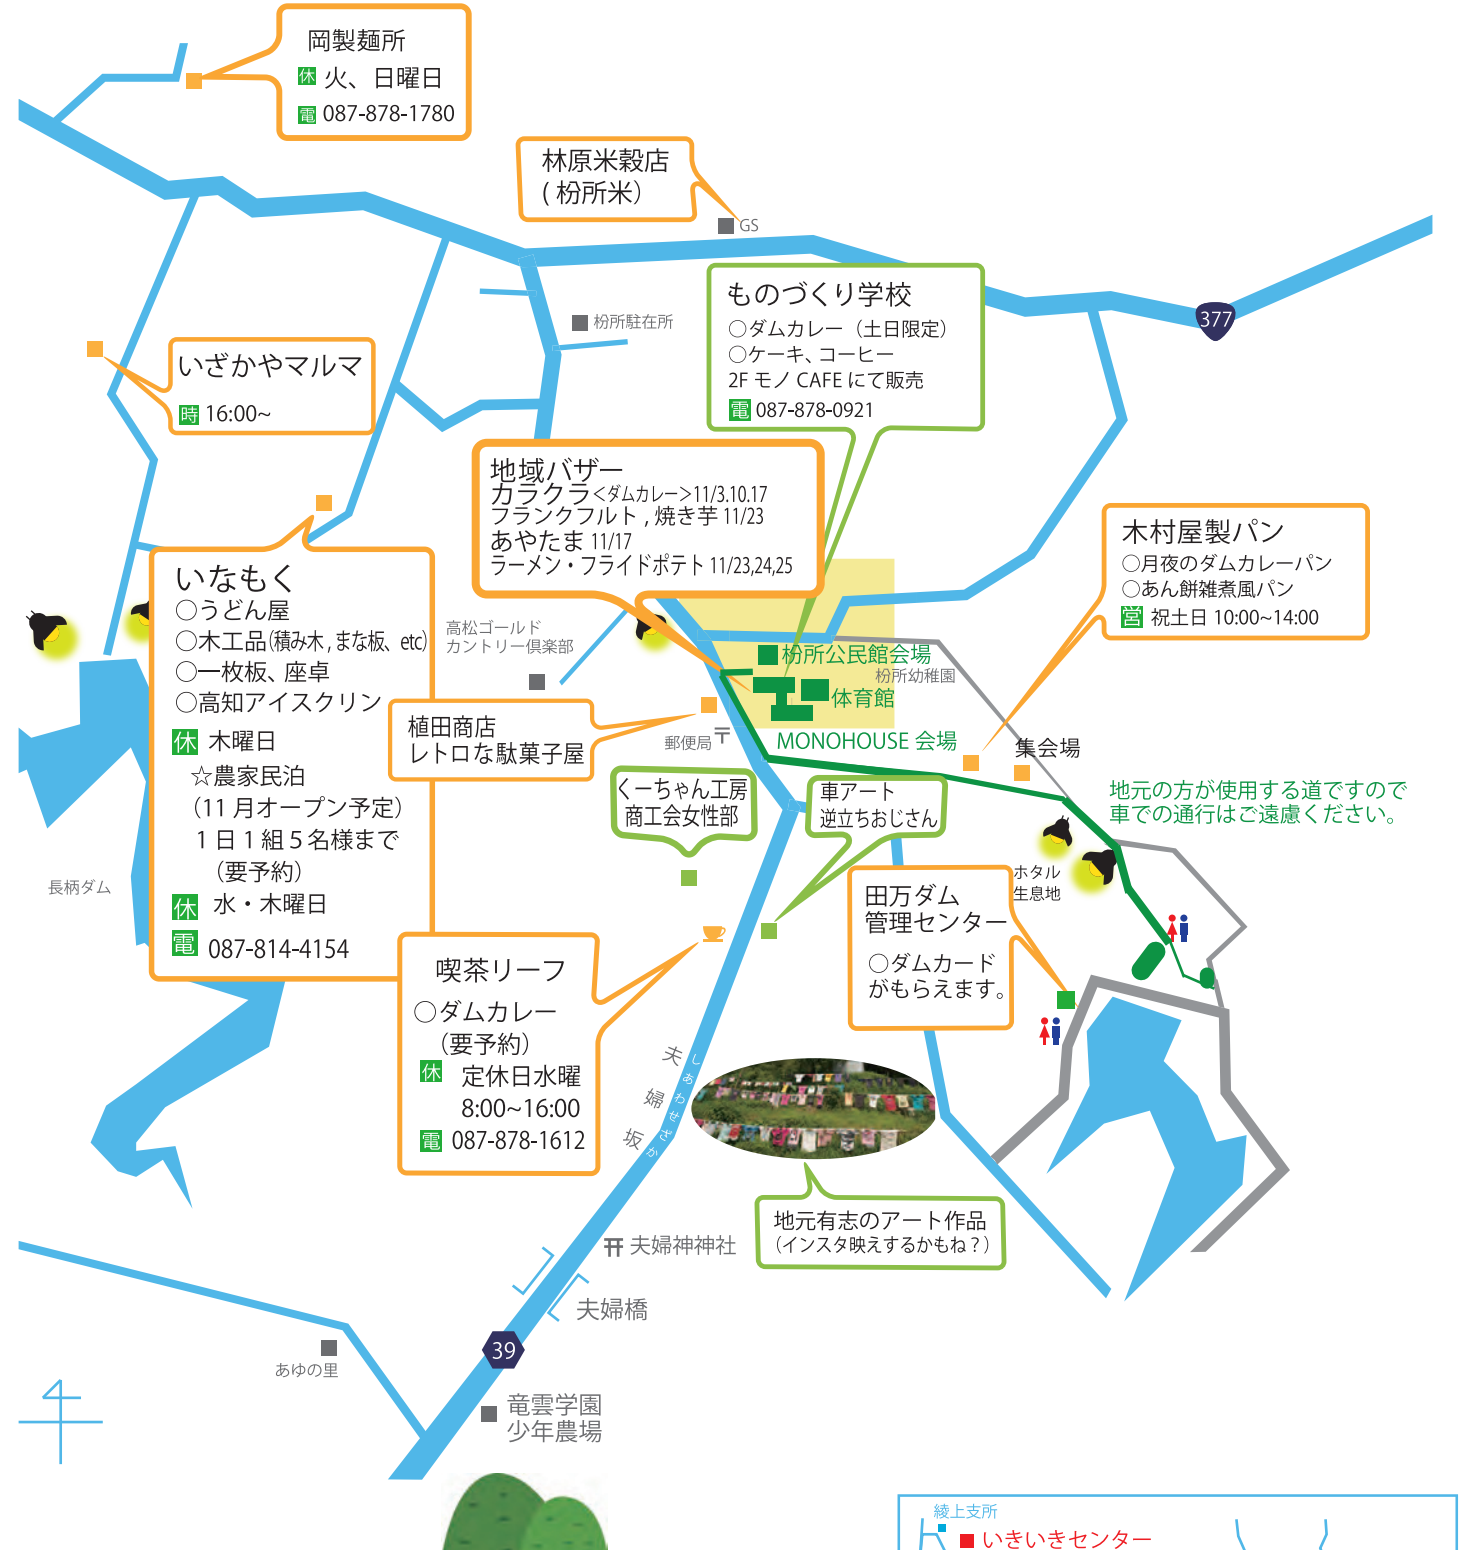 岡製麺所
休 火、日曜日
電 087-878-1780
林原米穀店
(枌所米）
GS
377
ものづくり学校
○ダムカレー（土日限定）
○ケーキ、コーヒー
2F モノ CAFE にて販売
電 087-878-0921
枌所駐在所
いざかやマルマ
時 16:00~
地域バザー
カラクラ<ダムカレー>11/3.10.17
フランクフルト , 焼き芋 11/23
あやたま 11/17
ラーメン・フライドポテト 11/23,24,25
木村屋製パン
○月夜のダムカレーパン
○あん餅雑煮風パン
営 祝土日 10:00~14:00
いなもく
○うどん屋
○木工品(積み木 , まな板、etc)
○一枚板、座卓
○高知アイスクリン
休 木曜日
☆農家民泊
（11 月オープン予定）
1 日 1 組 5 名様まで
（要予約）
休 水・木曜日
電 087-814-4154
高松ゴールド
カントリー倶楽部
枌所公民館会場
枌所幼稚園
体育館
MONOHOUSE 会場
植田商店
レトロな駄菓子屋
郵便局 〒
集会場
地元の方が使用する道ですので
車での通行はご遠慮ください。
くーちゃん工房
商工会女性部
車アート
逆立ちおじさん
長柄ダム
ホタル
生息地
田万ダム
管理センター
○ダムカード
がもらえます。
喫茶リーフ
○ダムカレー
（要予約）
休 定休日水曜
8:00~16:00
電 087-878-1612
夫婦坂
しあわせざか
地元有志のアート作品
（インスタ映えするかもね？）
夫婦神神社
夫婦橋
39
あゆの里
竜雲学園
少年農場
綾上支所
いきいきセンター